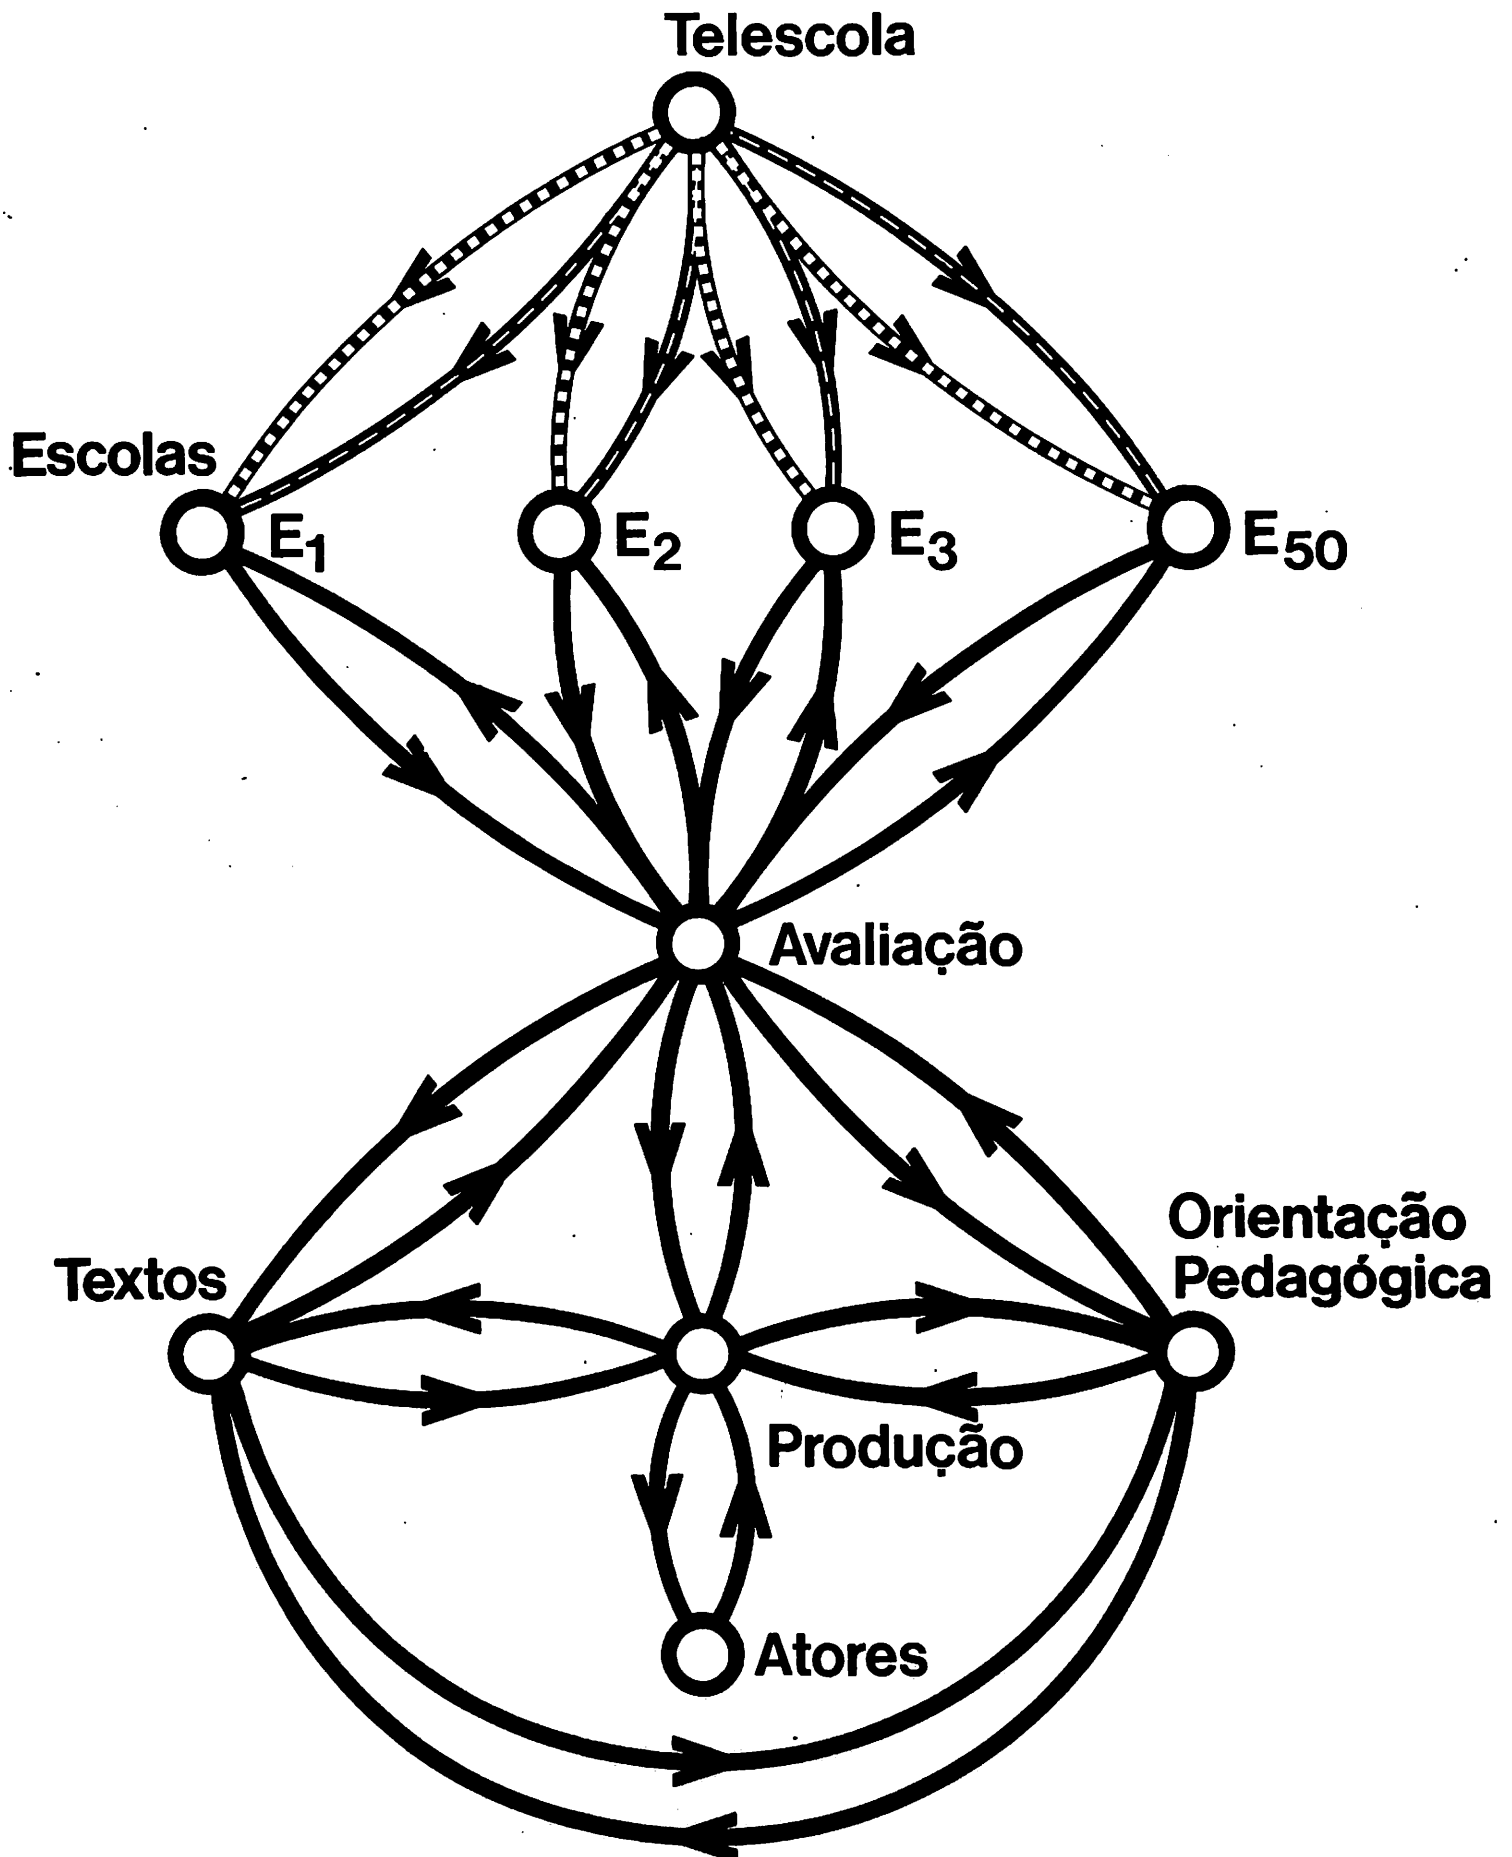 Telescola
Escolas
E1
E2
E3
E50
Avaliação
Orientação
Pedagógica
Textos
Produção
Atores